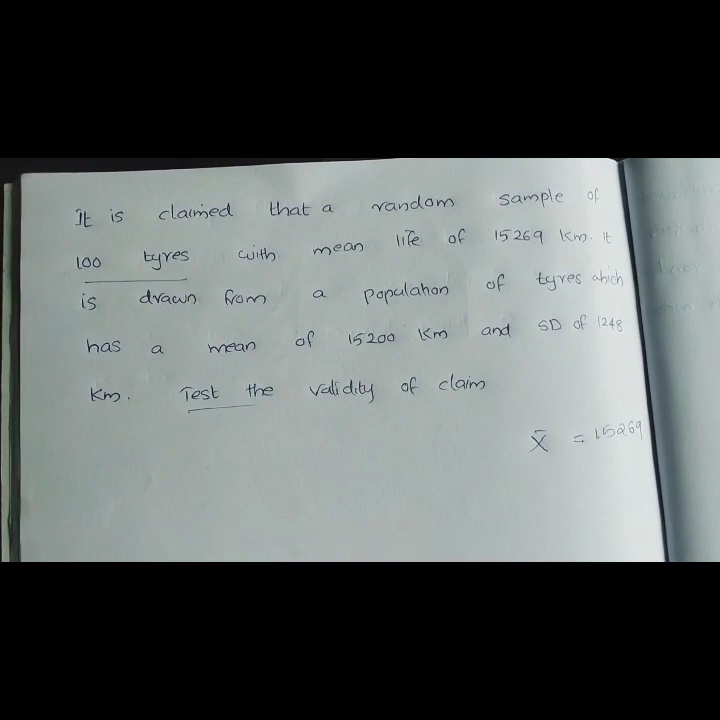 It is claimed that a random sample of
100 tyres with mean life of 15269 Km. It
is drawn from a population of tyres which
has a mean of 15200 Km and SD of 1248
Km. Test the validity of claim
X̄ = 15269